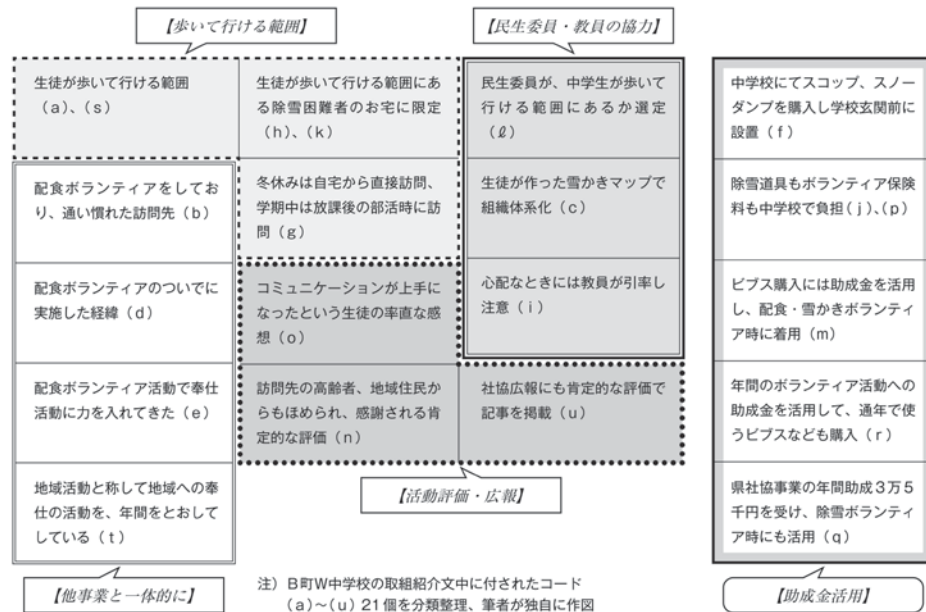 【歩いて行ける範囲】
【民生委員・教員の協力】
生徒が歩いて行ける範囲
（a）、（s）
生徒が歩いて行ける範囲にあ
る除雪困難者のお宅に限定
（h）、（k）
民生委員が、中学生が歩いて
行ける範囲にあるか選定
（ℓ）
中学校にてスコップ、スノー
ダンプを購入し学校玄関前に
設置（f）
配食ボランティアをしてお
り、通い慣れた訪問先（b）
冬休みは自宅から直接訪問、
学期中は放課後の部活時に訪
問（g）
生徒が作った雪かきマップで
組織体系化（c）
除雪道具もボランティア保険
料も中学校で負担（j）、（p）
配食ボランティアのついでに
実施した経緯（d）
コミュニケーションが上手に
なったという生徒の率直な感
想（o）
心配なときには教員が引率し
注意（i）
ビブス購入には助成金を活用
し、配食・雪かきボランティ
ア時に着用（m）
配食ボランティア活動で奉仕
活動に力を入れてきた（e）
訪問先の高齢者、地域住民か
らもほめられ、感謝される肯
定的な評価（n）
社協広報にも肯定的な評価で
記事を掲載（u）
年間のボランティア活動への
助成金を活用して、通年で使
うビブスなども購入（r）
地域活動と称して地域への奉
仕の活動を、年間をとおして
している（t）
【活動評価・広報】
県社協事業の年間助成３万５
千円を受け、除雪ボランティ
ア時にも活用（q）
【他事業と一体的に】
注）Ｂ町Ｗ中学校の取組紹介文中に付されたコード
（a）～（u）21個を分類整理、筆者が独自に作図
【助成金活用】